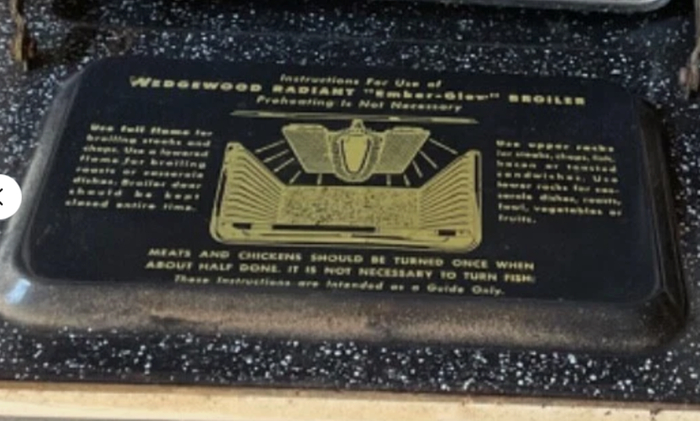 Instructions For Use of
WEDGEWOOD RADIANT "Ember-Glow" BROILER
Preheating Is Not Necessary
Use full flame for
broiling steaks and
chops. Use a lowered
flame for broiling
roasts or casserole
dishes. Broiler door
should be kept
closed entire time.
Use upper racks
for steaks, chops, fish,
bacon or toasted
sandwiches. Use
lower racks for cas-
serole dishes, roasts,
fowl, vegetables or
fruits.
MEATS AND CHICKENS SHOULD BE TURNED ONCE WHEN
ABOUT HALF DONE. IT IS NOT NECESSARY TO TURN FISH.
These Instructions are Intended as a Guide Only.